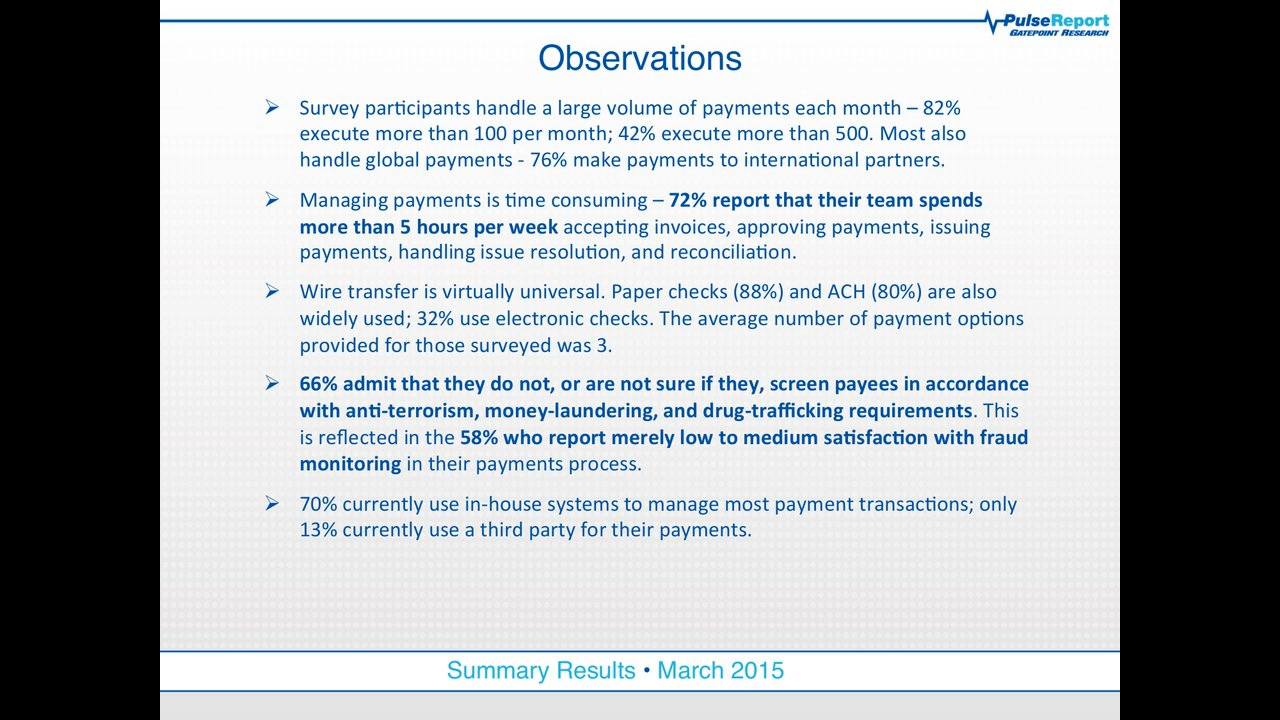 PulseReport
GATEPOINT RESEARCH
Observations
Survey participants handle a large volume of payments each month – 82%
execute more than 100 per month; 42% execute more than 500. Most also
handle global payments - 76% make payments to international partners.
Managing payments is time consuming – 72% report that their team spends
more than 5 hours per week accepting invoices, approving payments, issuing
payments, handling issue resolution, and reconciliation.
Wire transfer is virtually universal. Paper checks (88%) and ACH (80%) are also
widely used; 32% use electronic checks. The average number of payment options
provided for those surveyed was 3.
66% admit that they do not, or are not sure if they, screen payees in accordance
with anti-terrorism, money-laundering, and drug-trafficking requirements. This
is reflected in the 58% who report merely low to medium satisfaction with fraud
monitoring in their payments process.
70% currently use in-house systems to manage most payment transactions; only
13% currently use a third party for their payments.
Summary Results • March 2015